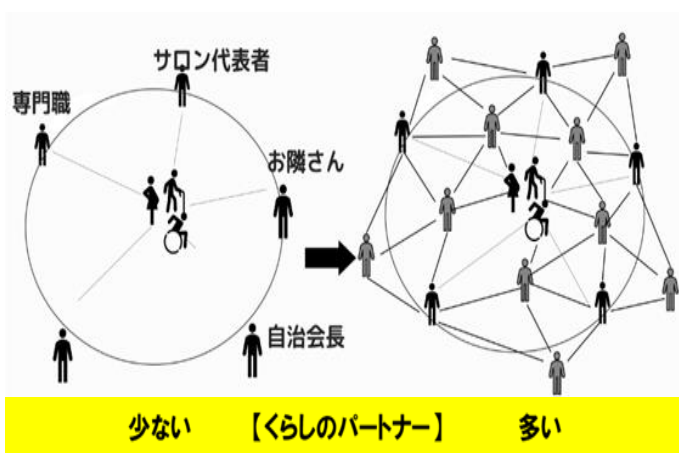 サロン代表者
専門職
お隣さん
自治会長
少ない 【くらしのパートナー】 多い